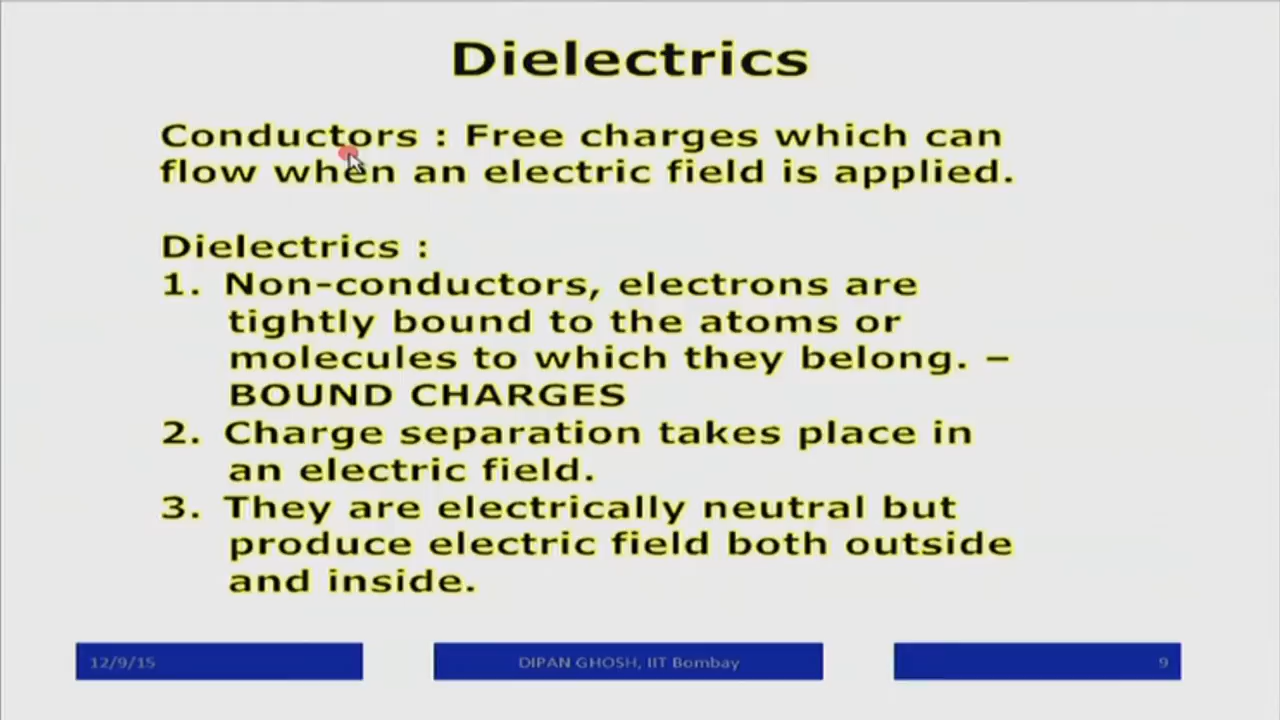 Dielectrics
Conductors : Free charges which can
flow when an electric field is applied.
Dielectrics :
1. Non-conductors, electrons are
tightly bound to the atoms or
molecules to which they belong. –
BOUND CHARGES
2. Charge separation takes place in
an electric field.
3. They are electrically neutral but
produce electric field both outside
and inside.
12/9/15
DIPAN GHOSH, IIT Bombay
9